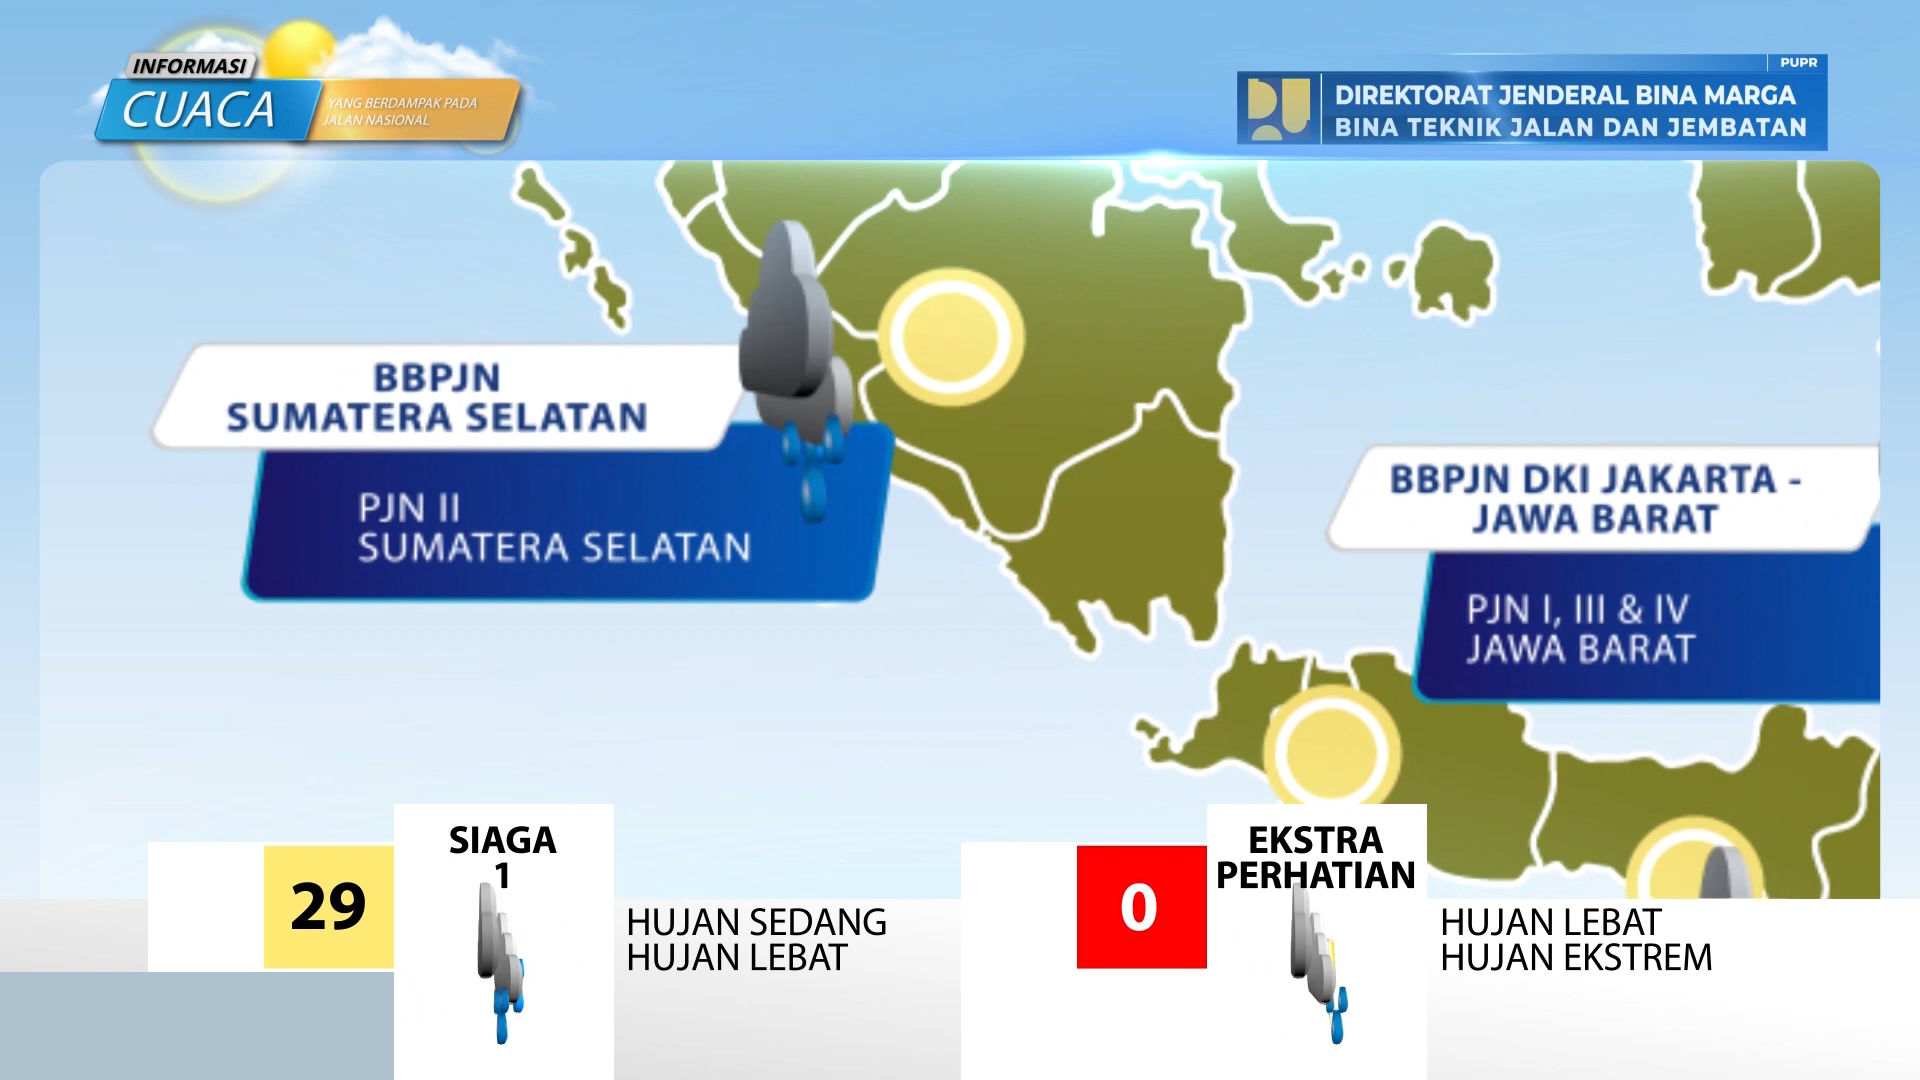 INFORMASI
CUACA
YANG BERDAMPAK PADA
JALAN NASIONAL
PUPR
DIREKTORAT JENDERAL BINA MARGA
BINA TEKNIK JALAN DAN JEMBATAN
BBPJN
SUMATERA SELATAN
PJN II
SUMATERA SELATAN
BBPJN DKI JAKARTA -
JAWA BARAT
PJN I, III & IV
JAWA BARAT
29
SIAGA
1
HUJAN SEDANG
HUJAN LEBAT
0
EKSTRA
PERHATIAN
HUJAN LEBAT
HUJAN EKSTREM